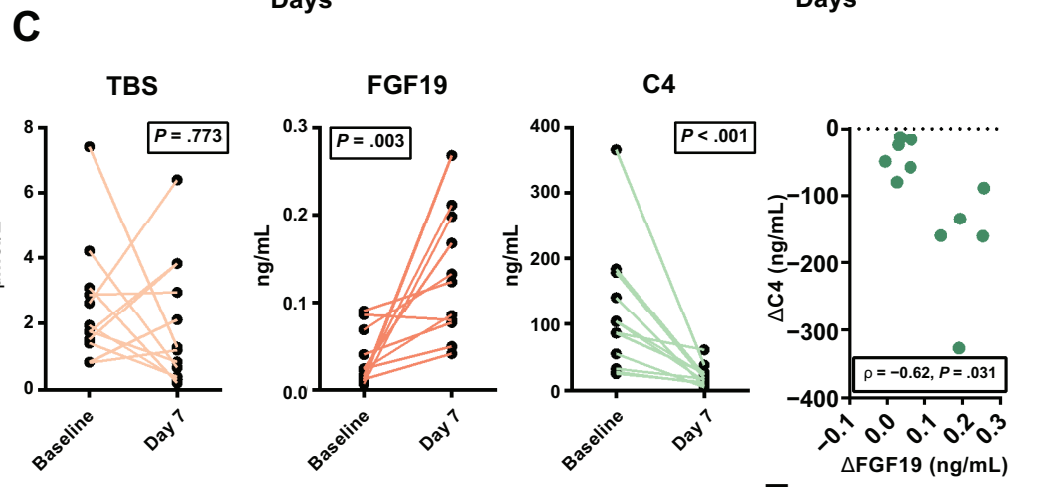 Days
Days
C
TBS
8
6
4
2
0
P = .773
Baseline
Day 7
FGF19
ng/mL
0.3
0.2
0.1
0.0
P = .003
Baseline
Day 7
C4
ng/mL
400
300
200
100
0
P < .001
Baseline
Day 7
ΔC4 (ng/mL)
0
−100
−200
−300
−400
ρ = −0.62, P = .031
−0.1
0.0
0.1
0.2
0.3
ΔFGF19 (ng/mL)